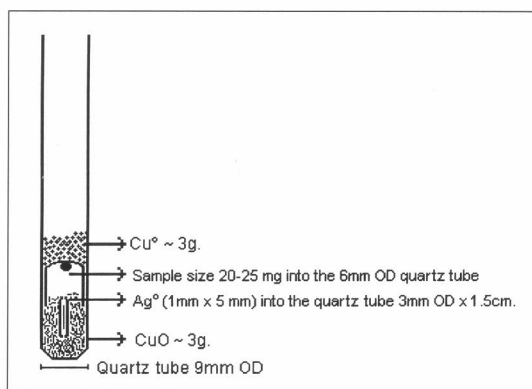 Cu° ~ 3g.
Sample size 20-25 mg into the 6mm OD quartz tube
Ag° (1mm x 5 mm) into the quartz tube 3mm OD x 1.5cm.
CuO ~ 3g.
Quartz tube 9mm OD